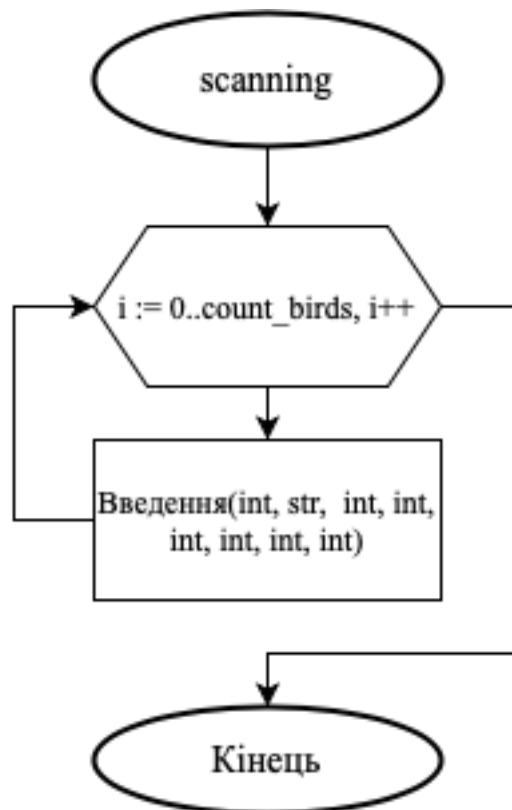 scanning
i := 0..count_birds, i++
Введення(int, str, int, int,
int, int, int, int)
Кінець